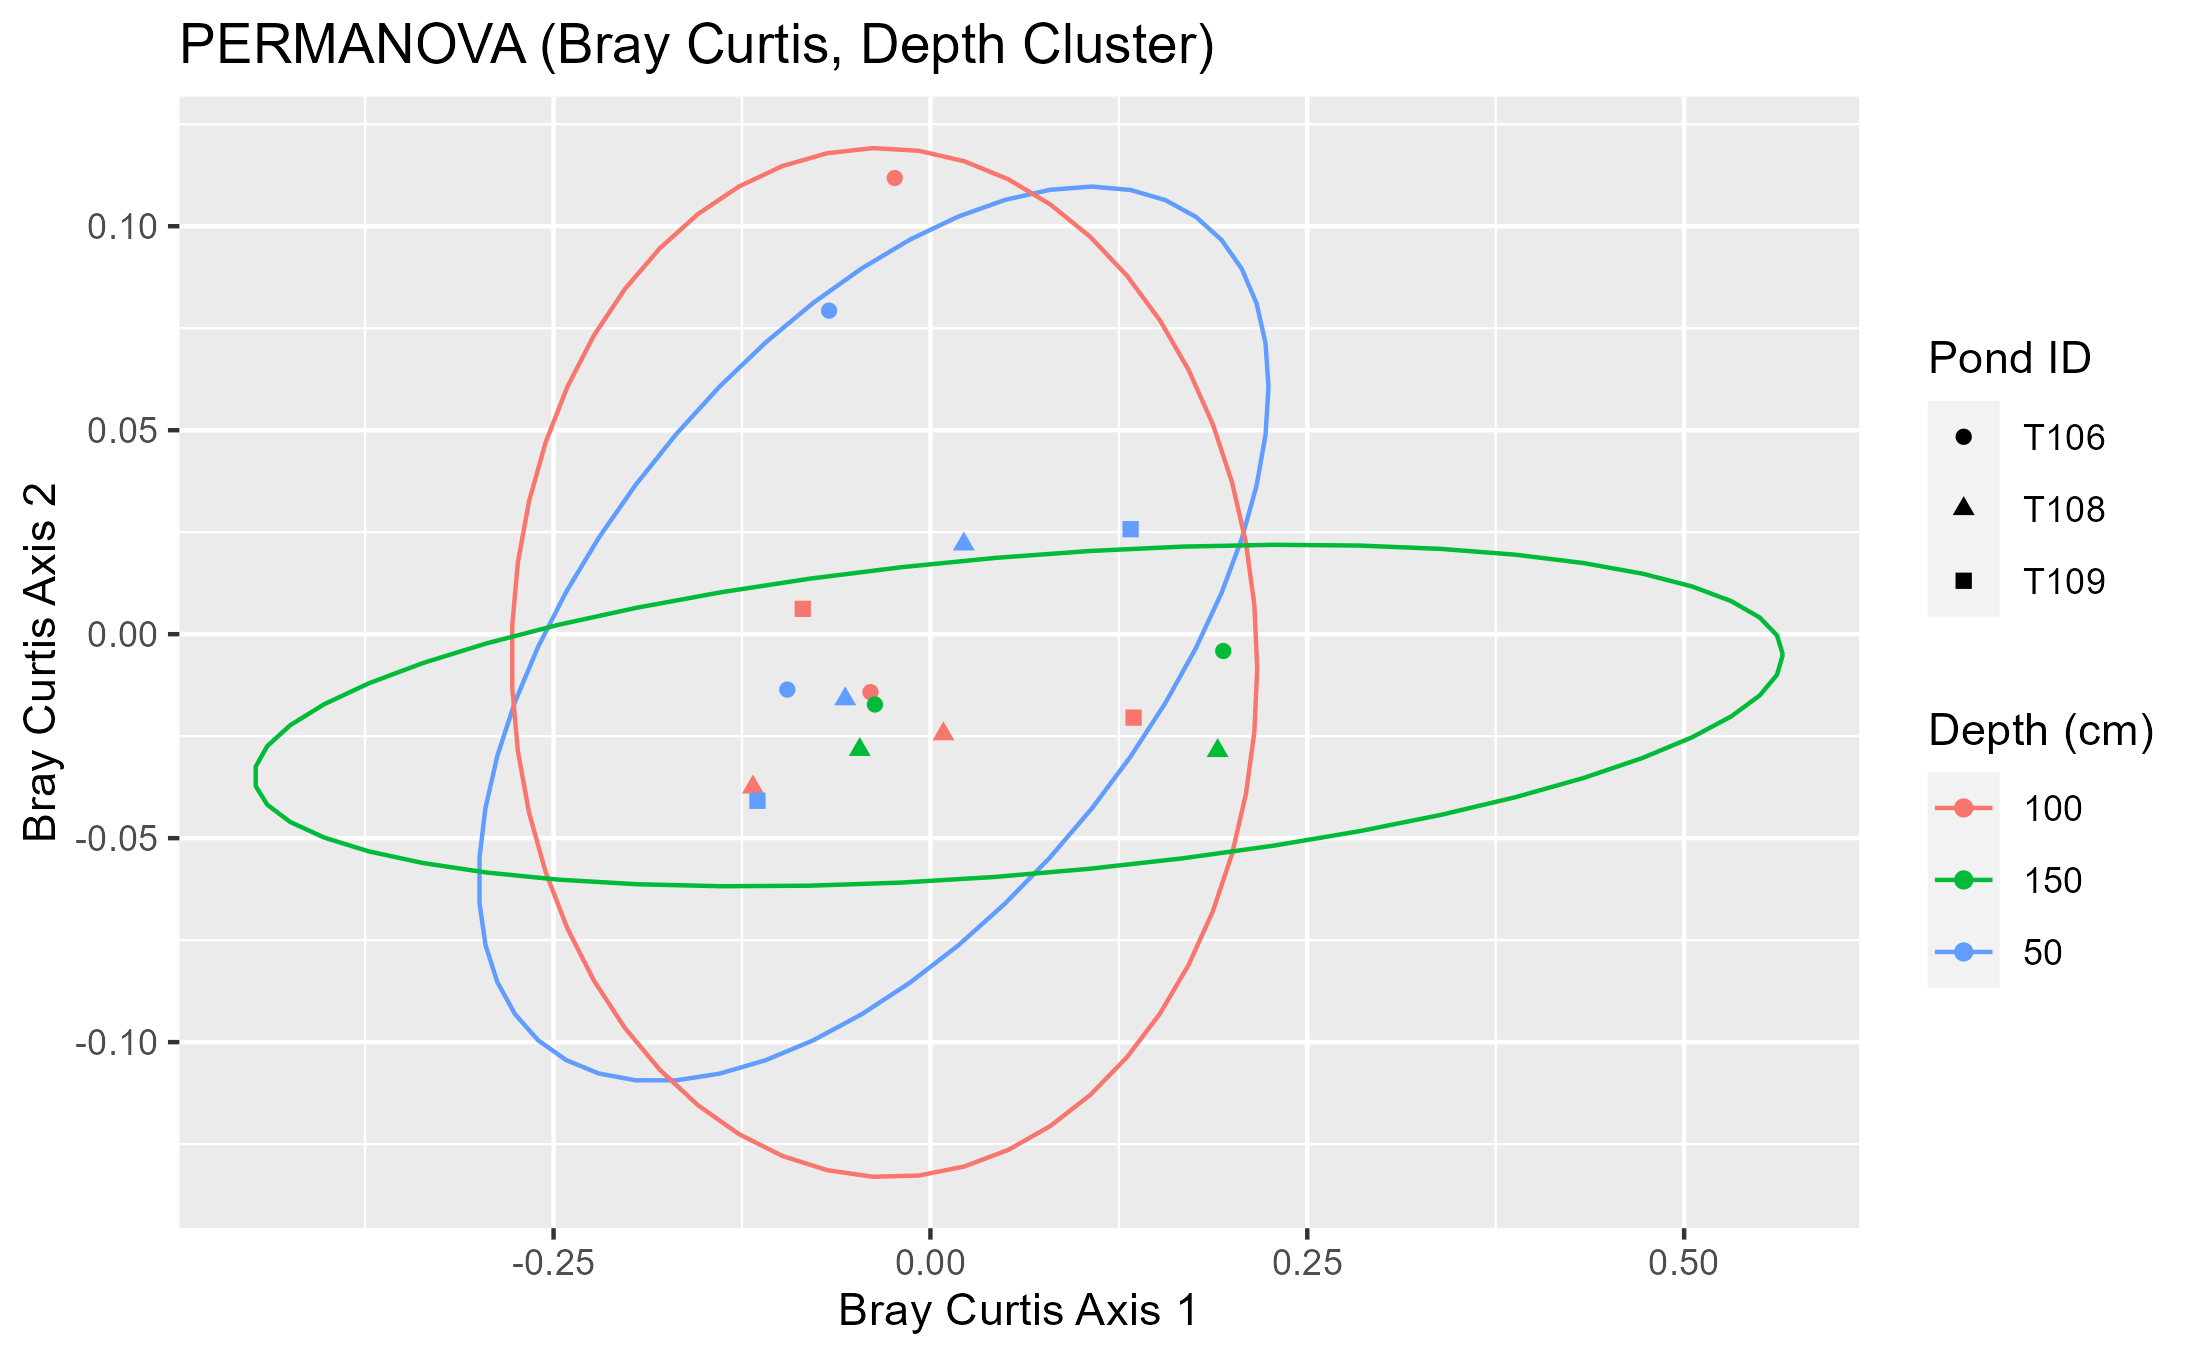 PERMANOVA (Bray Curtis, Depth Cluster)
Bray Curtis Axis 2
0.10
0.05
0.00
-0.05
-0.10
-0.25
0.00
0.25
0.50
Bray Curtis Axis 1
Pond ID
T106
T108
T109
Depth (cm)
100
150
50